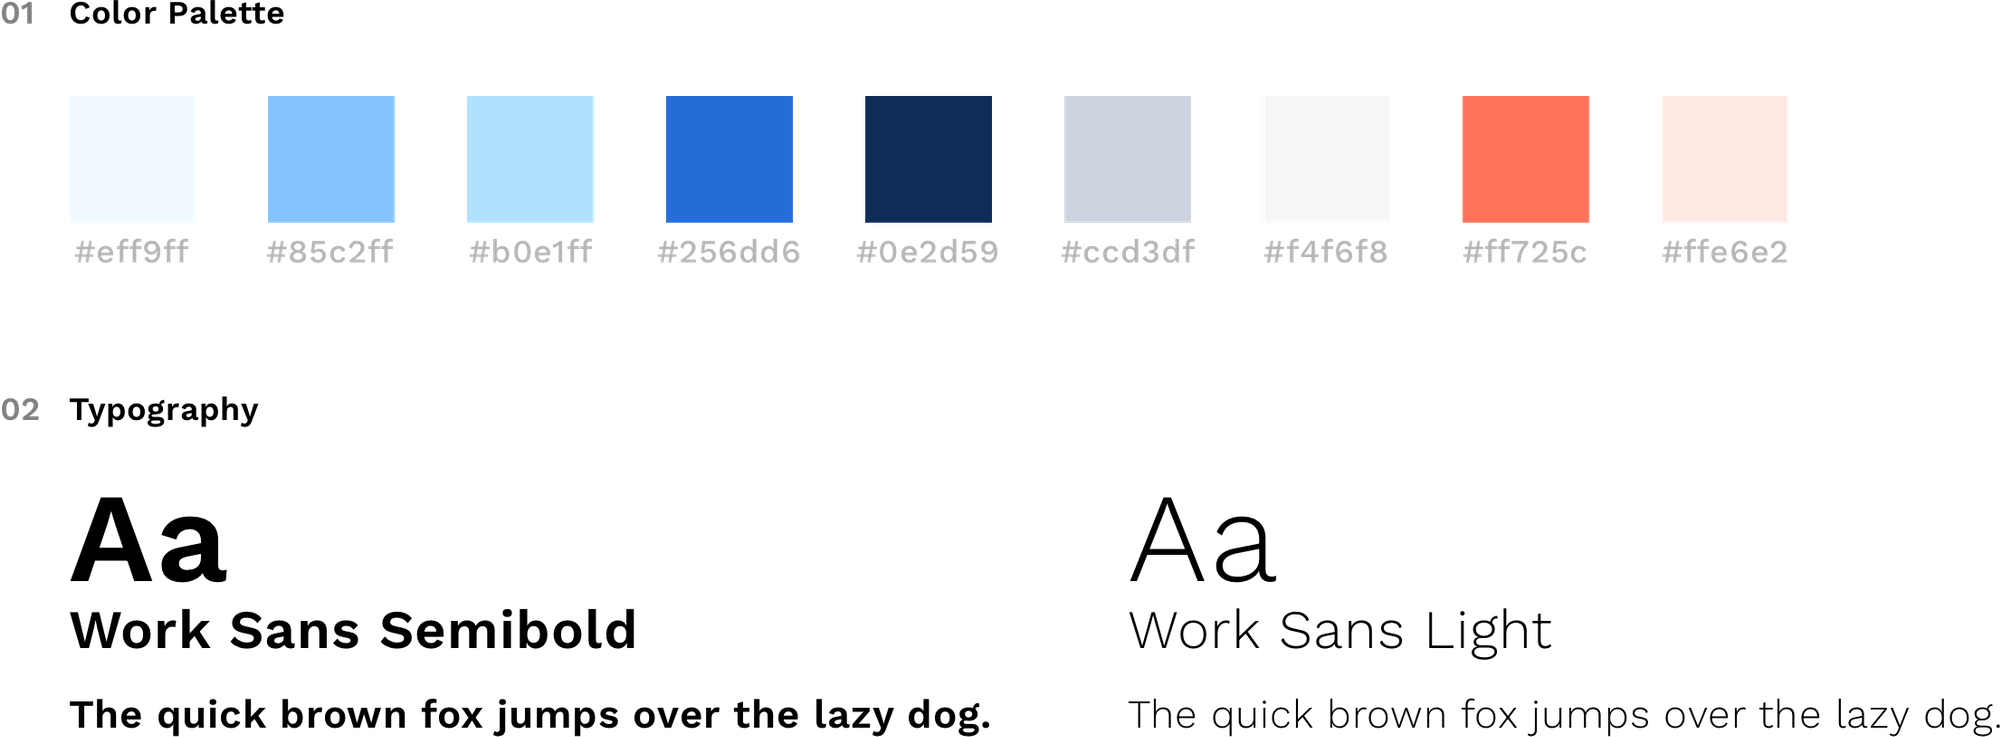 01 Color Palette
#eff9ff #85c2ff #b0e1ff #256dd6 #0e2d59 #ccd3df #f4f6f8 #ff725c #ffe6e2
02 Typography
Aa Aa
Work Sans Semibold Work Sans Light
The quick brown fox jumps over the lazy dog. The quick brown fox jumps over the lazy dog.